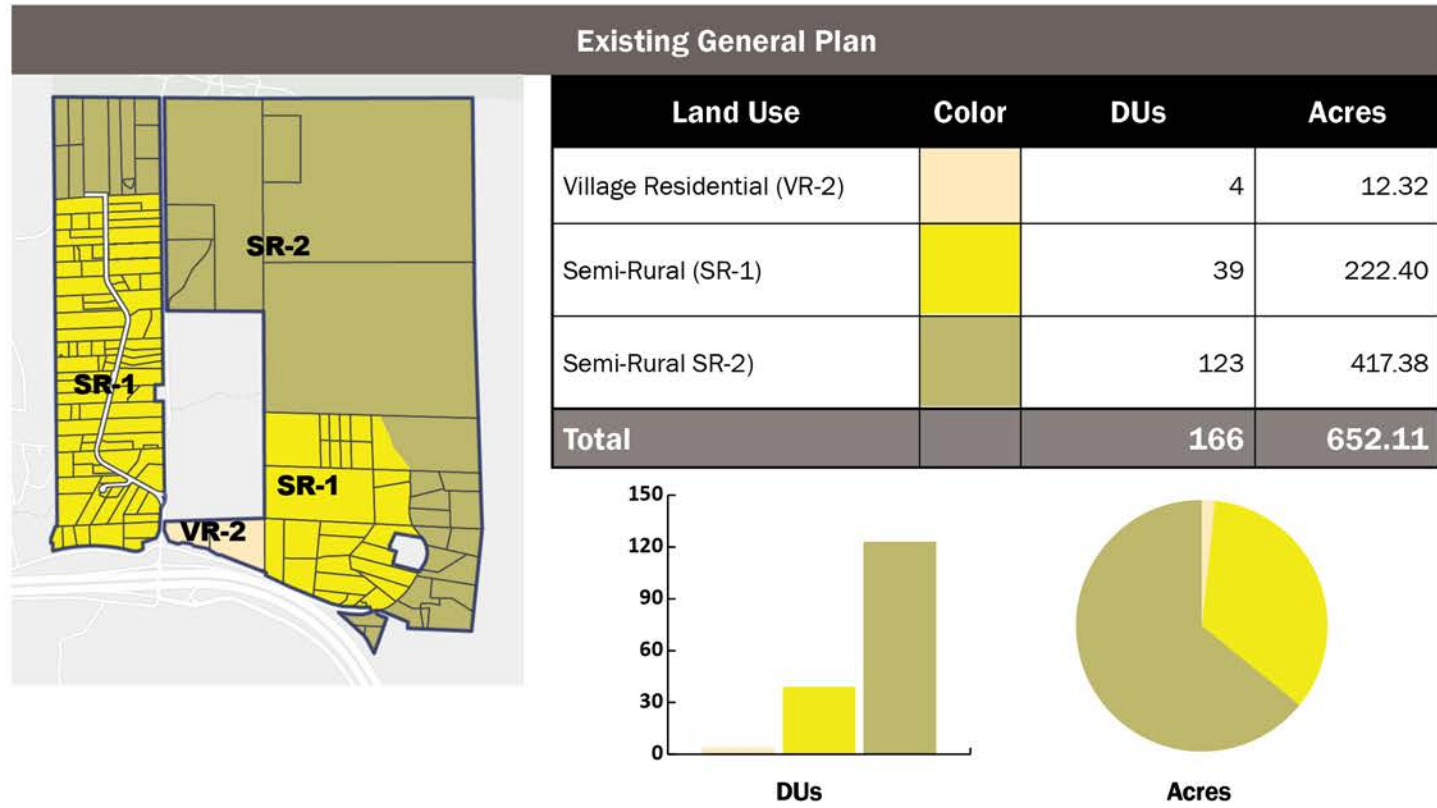 Existing General Plan
SR-2
SR-1
SR-1
VR-2
Land Use Color DUs Acres
Village Residential (VR-2) 4 12.32
Semi-Rural (SR-1) 39 222.40
Semi-Rural SR-2) 123 417.38
Total 166 652.11
150
120
90
60
30
0
DUs
Acres